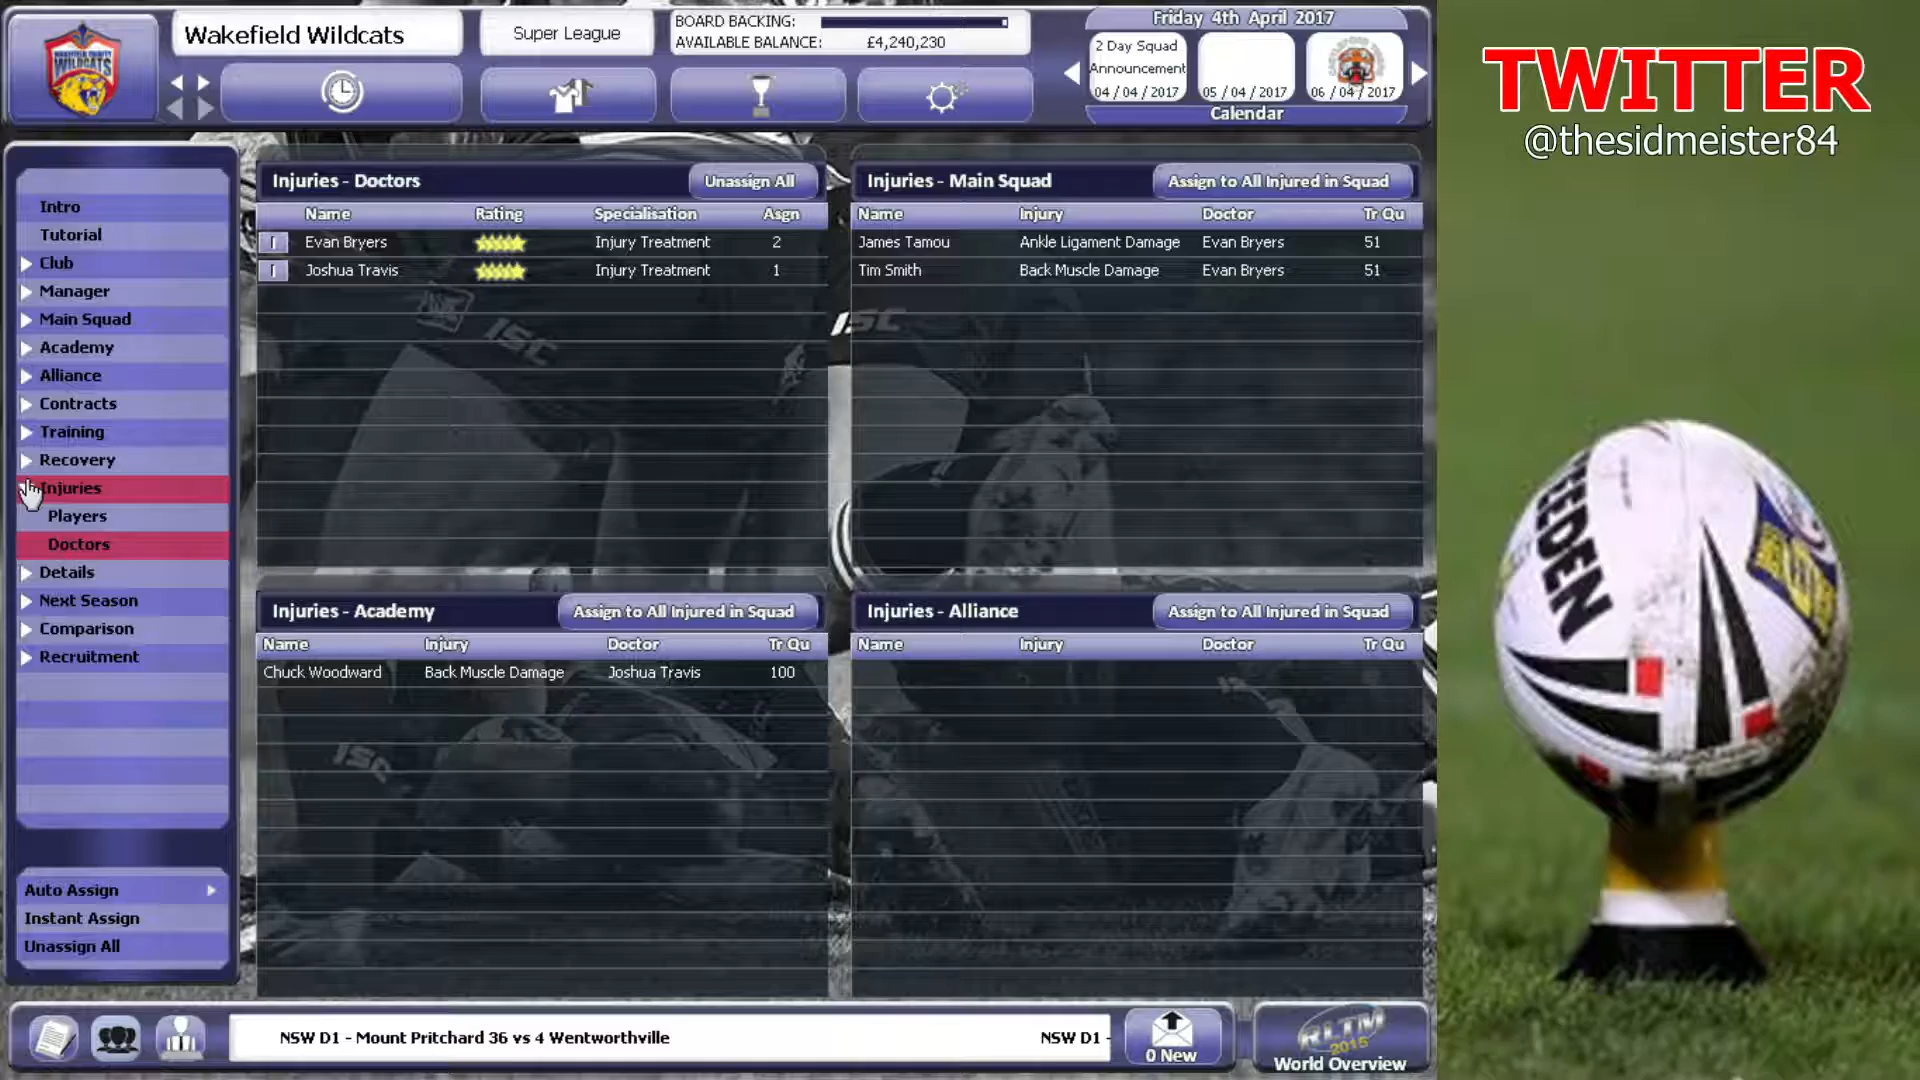 Wakefield Wildcats
Super League
BOARD BACKING:
AVAILABLE BALANCE: £4,240,230
Friday 4th April 2017
2 Day Squad
Announcement
04 / 04 / 2017
05 / 04 / 2017
06 / 04 / 2017
Calendar
TWITTER
@thesidmeister84
Intro
Tutorial
Club
Manager
Main Squad
Academy
Alliance
Contracts
Training
Recovery
Injuries
Players
Doctors
Details
Next Season
Comparison
Recruitment
Auto Assign
Instant Assign
Unassign All
Injuries - Doctors
Unassign All
Name Rating Specialisation Asgn
I Evan Bryers Injury Treatment 2
I Joshua Travis Injury Treatment 1
Injuries - Main Squad
Assign to All Injured in Squad
Name Injury Doctor Tr Qu
James Tamou Ankle Ligament Damage Evan Bryers 51
Tim Smith Back Muscle Damage Evan Bryers 51
Injuries - Academy
Assign to All Injured in Squad
Name Injury Doctor Tr Qu
Chuck Woodward Back Muscle Damage Joshua Travis 100
Injuries - Alliance
Assign to All Injured in Squad
Name Injury Doctor Tr Qu
ISC
ISC
ISC
NSW D1 - Mount Pritchard 36 vs 4 Wentworthville
NSW D1 -
0 New
RLTM
2015
World Overview